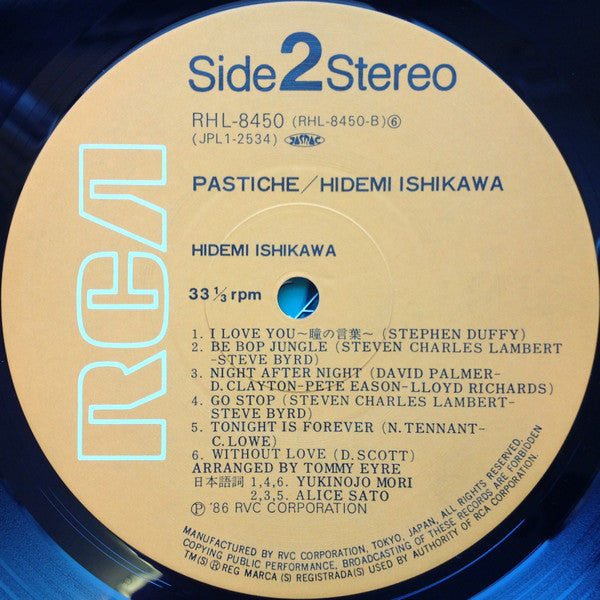 Side 2 Stereo
RHL-8450 (RHL-8450-B)⑥
(JPL1-2534) JASRAC
RCA
PASTICHE/HIDEMI ISHIKAWA
HIDEMI ISHIKAWA
33 1/3 rpm
1. I LOVE YOU〜瞳の言葉〜 (STEPHEN DUFFY)
2. BE BOP JUNGLE (STEVEN CHARLES LAMBERT
-STEVE BYRD)
3. NIGHT AFTER NIGHT (DAVID PALMER-
D.CLAYTON-PETE EASON-LLOYD RICHARDS)
4. GO STOP (STEVEN CHARLES LAMBERT-
STEVE BYRD)
5. TONIGHT IS FOREVER (N.TENNANT-
C.LOWE)
6. WITHOUT LOVE (D.SCOTT)
ARRANGED BY TOMMY EYRE
日本語詞 1,4,6. YUKINOJO MORI
2,3,5. ALICE SATO
Ⓟ '86 RVC CORPORATION
MANUFACTURED BY RVC CORPORATION, TOKYO, JAPAN, ALL RIGHTS RESERVED,
COPYING PUBLIC PERFORMANCE, BROADCASTING OF THESE RECORDS ARE FORBIDDEN
TM(S) ® REG MARCA(S) REGISTRADA(S) USED BY AUTHORITY OF RCA CORPORATION.